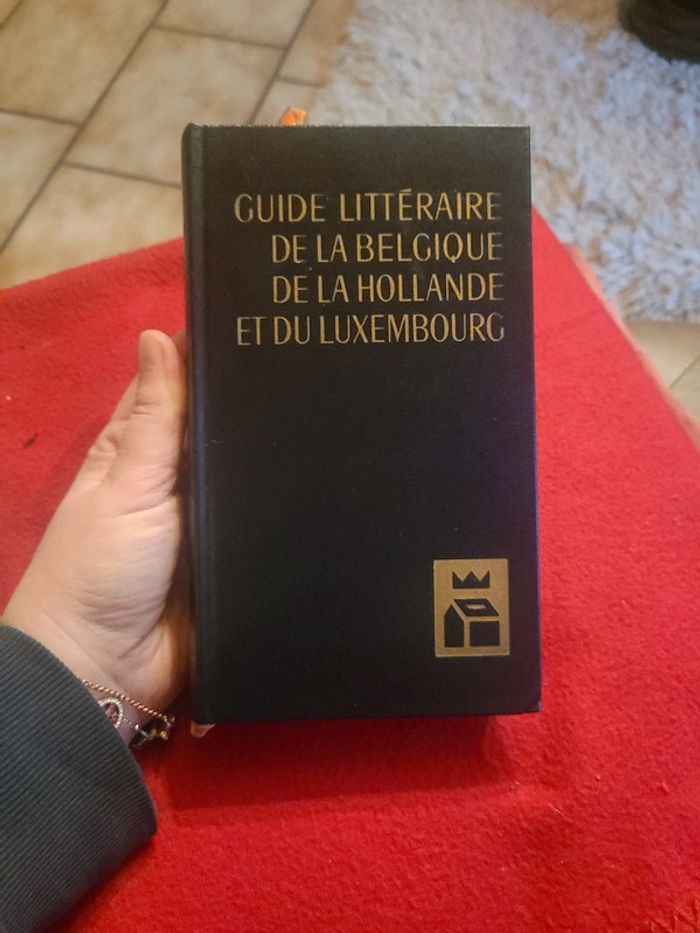 GUIDE LITTÉRAIRE
DE LA BELGIQUE
DE LA HOLLANDE
ET DU LUXEMBOURG